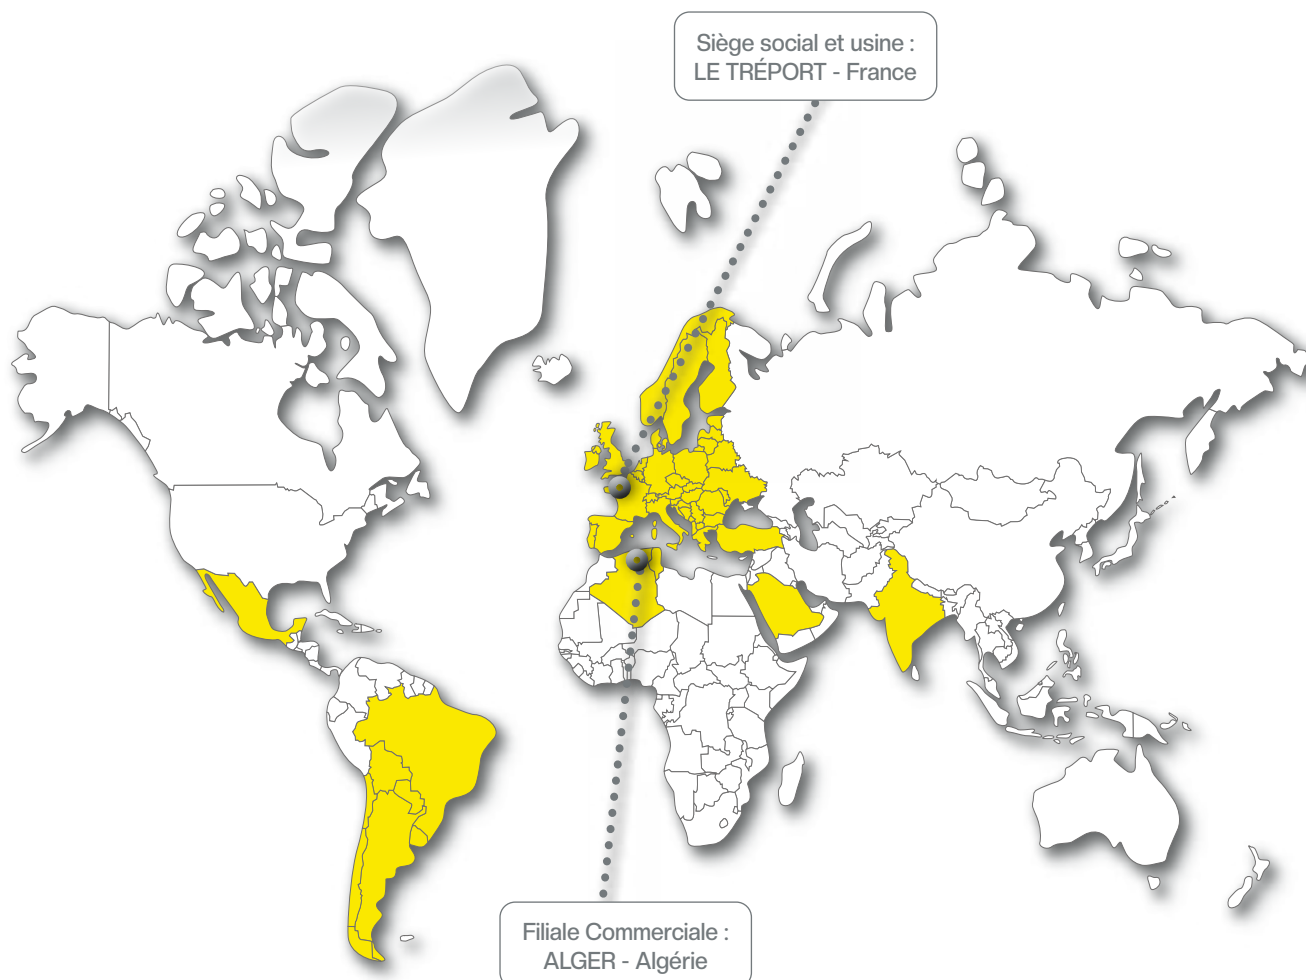 Siège social et usine :
LE TRÉPORT - France
Filiale Commerciale :
ALGER - Algérie